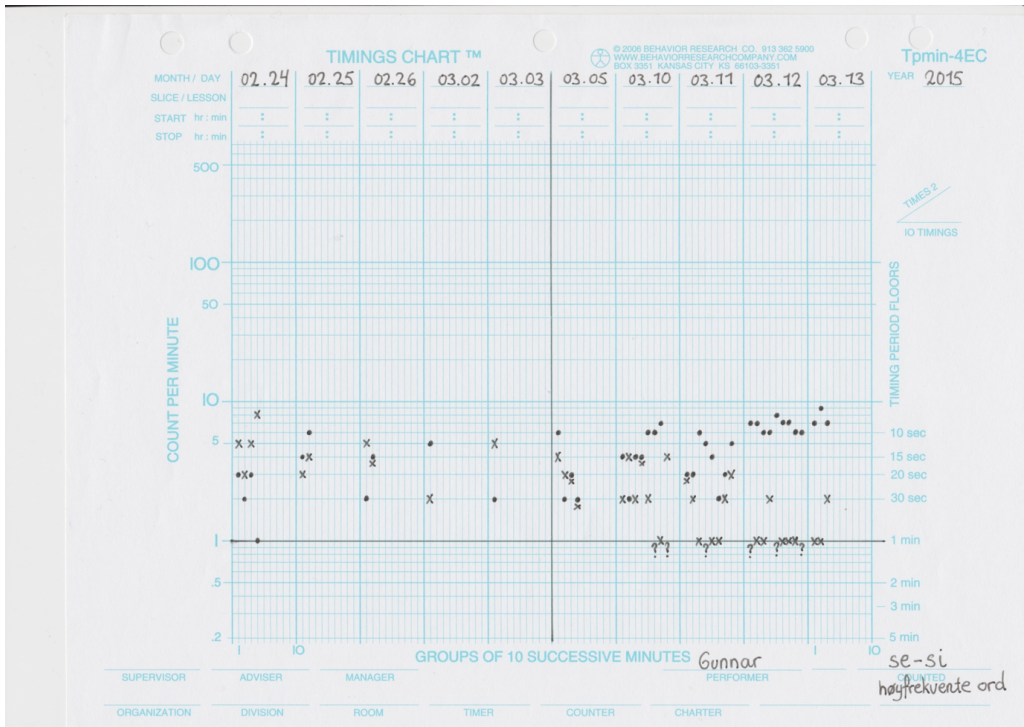 TIMINGS CHART ™
© 2006 BEHAVIOR RESEARCH CO. 913 362 5900
WWW.BEHAVIORRESEARCHCOMPANY.COM
BOX 3351 KANSAS CITY KS 66103-3351
Tpmin-4EC
MONTH / DAY 02.24 02.25 02.26 03.02 03.03 03.05 03.10 03.11 03.12 03.13 YEAR 2015
SLICE / LESSON
START hr : min : : : : : : : : : :
STOP hr : min : : : : : : : : : :
500
TIMES 2
10 TIMINGS
100
50
COUNT PER MINUTE
TIMING PERIOD FLOORS
10
5 10 sec
15 sec
20 sec
30 sec
1 1 min
? ? ? ? ? ?
.5 2 min
3 min
.2 5 min
1 10 1 10
GROUPS OF 10 SUCCESSIVE MINUTES
Gunnar se-si
SUPERVISOR ADVISER MANAGER PERFORMER COUNTED
høyfrekvente ord
ORGANIZATION DIVISION ROOM TIMER COUNTER CHARTER